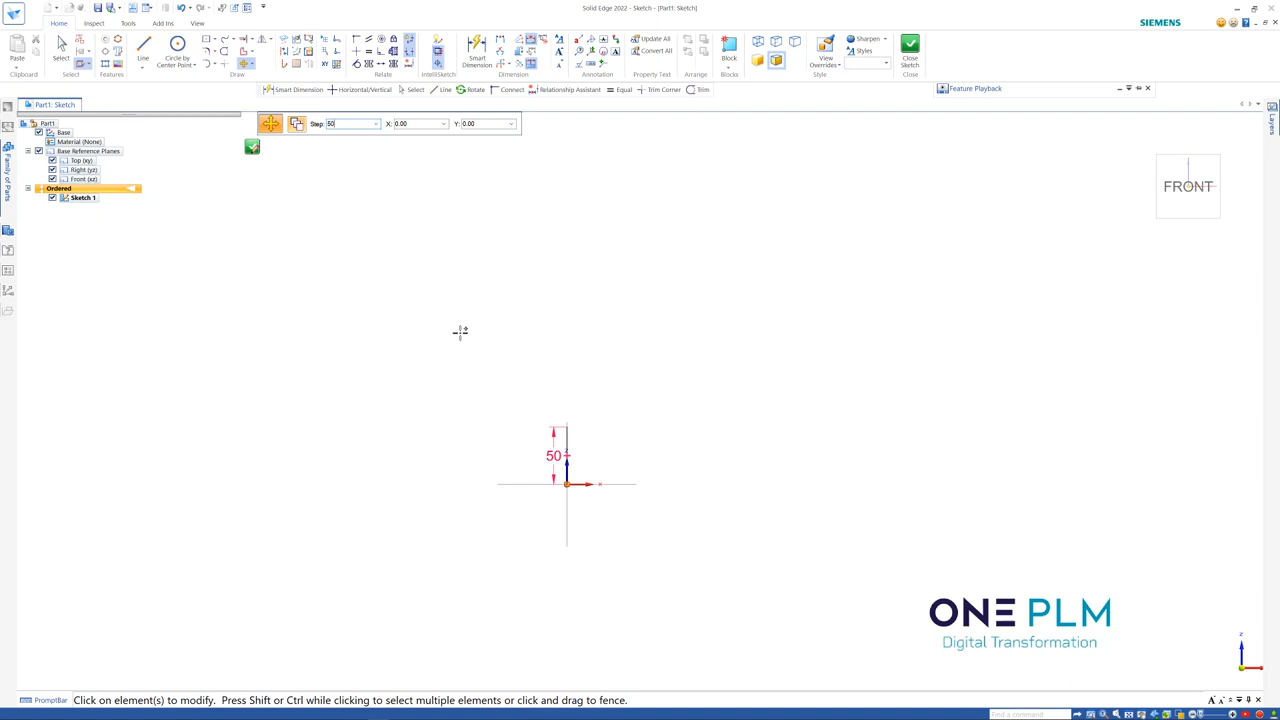 Solid Edge 2022 - Sketch - [Part1: Sketch]
Home Inspect Tools Add Ins View
SIEMENS
Paste
Select
Line
Circle by
Center Point
Smart
Dimension
Update All
Convert All
Block
View
Overrides
Sharpen
Styles
Close
Sketch
Clipboard Select Features Draw Relate IntelliSketch Dimension Annotation Property Text Arrange Blocks Style Close
Smart Dimension Horizontal/Vertical Select Line Rotate Relationship Assistant Connect Equal Trim Corner Trim
Feature Playback
Part1: Sketch
Step: 50 X: 0.00 Y: 0.00
Part1
Base
Material (None)
Base Reference Planes
Top (xy)
Right (yz)
Front (xz)
Ordered
Sketch 1
Family of Parts
Layers
FRONT
50
x
ONE PLM
Digital Transformation
z
PromptBar Click on element(s) to modify. Press Shift or Ctrl while clicking to select multiple elements or click and drag to fence.
Find a command